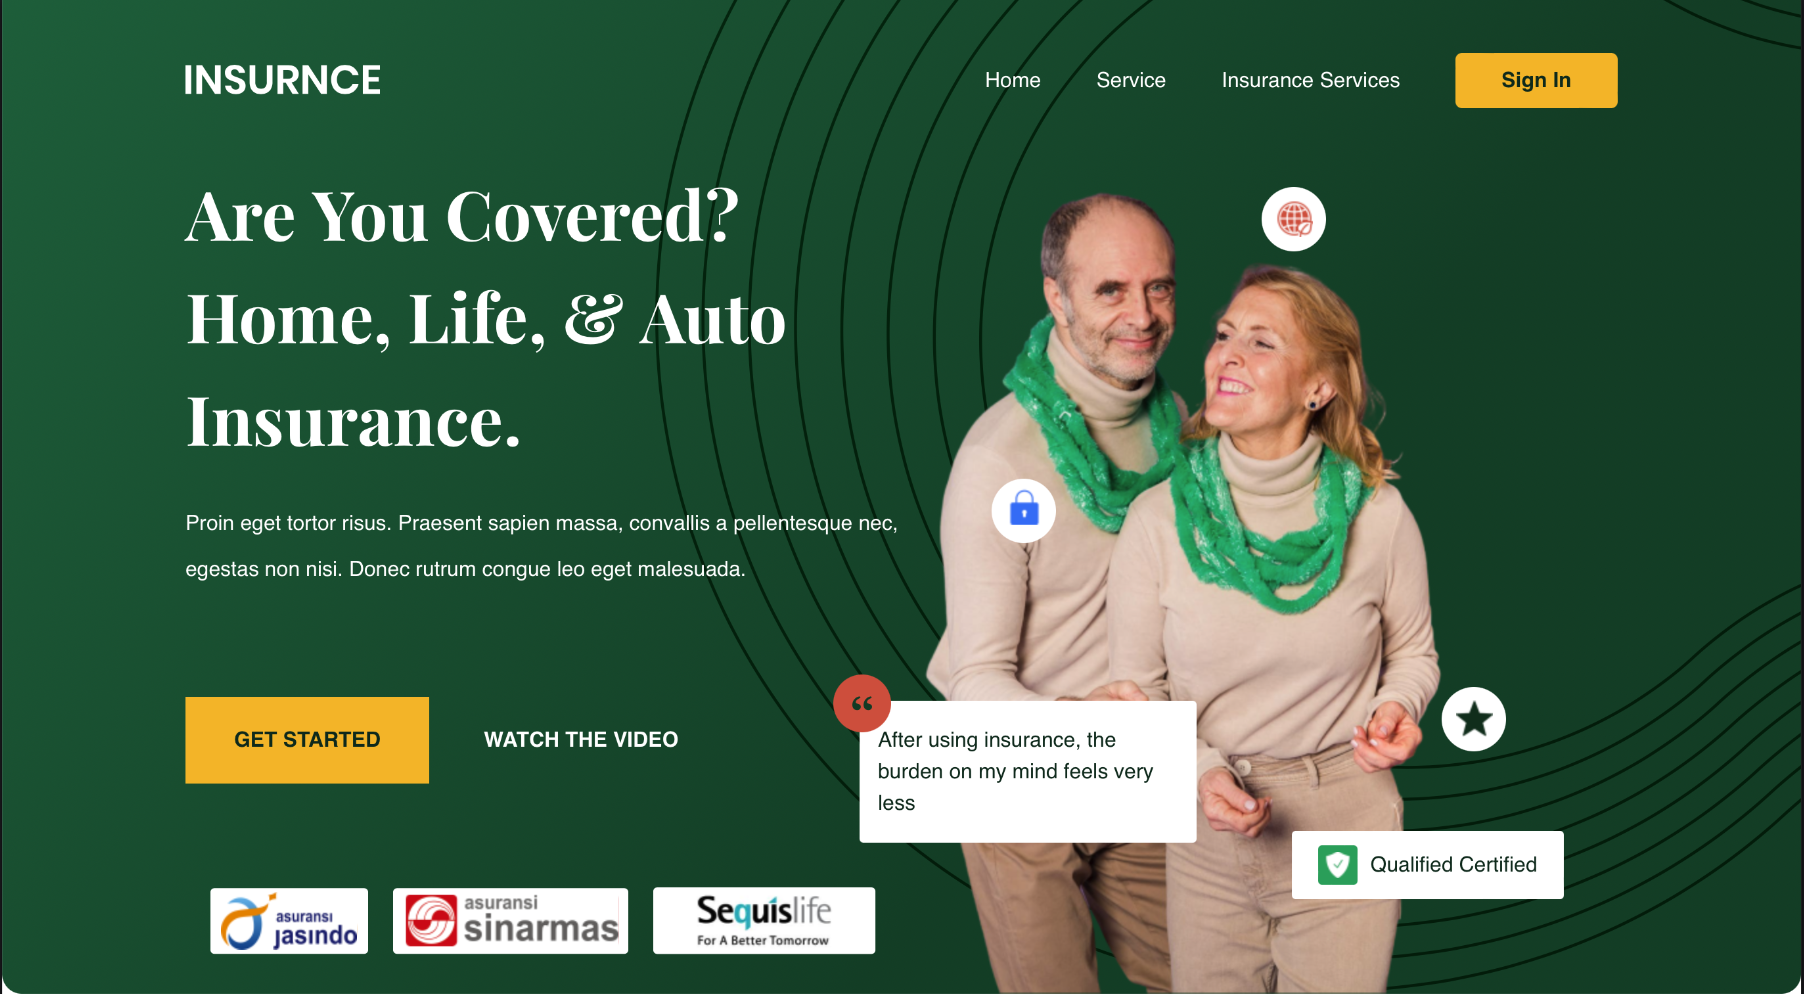 INSURNCE
Home
Service
Insurance Services
Sign In
Are You Covered?
Home, Life, & Auto
Insurance.
Proin eget tortor risus. Praesent sapien massa, convallis a pellentesque nec,
egestas non nisi. Donec rutrum congue leo eget malesuada.
GET STARTED
WATCH THE VIDEO
“
After using insurance, the
burden on my mind feels very
less
Qualified Certified
asuransi
jasindo
asuransi
sinarmas
Sequislife
For A Better Tomorrow